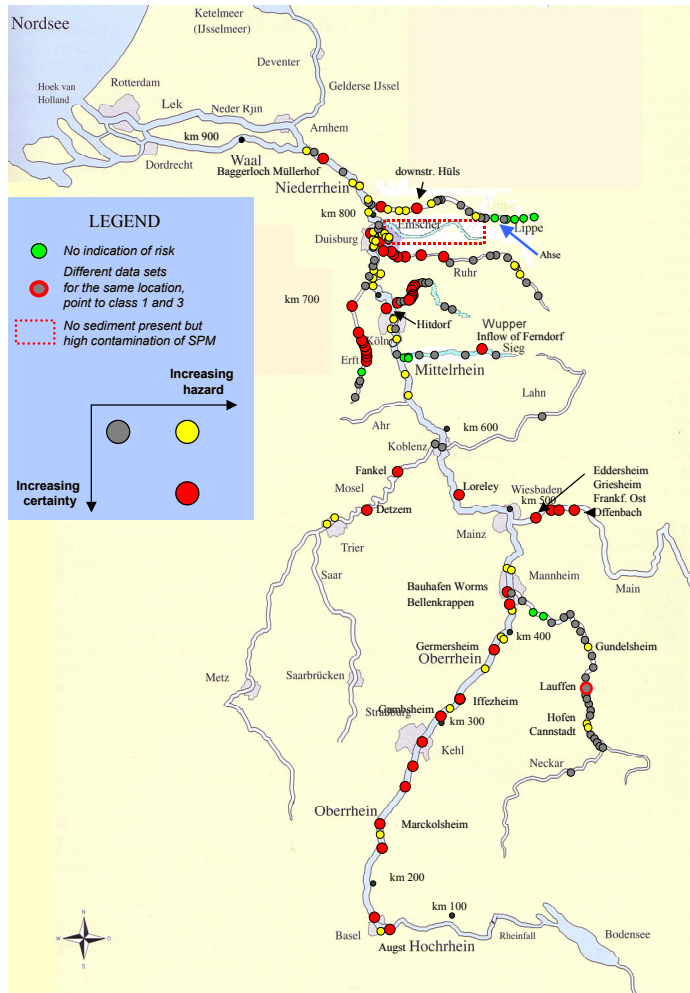 Nordsee
Ketelmeer
(IJsselmeer)
Deventer
Gelderse IJssel
Hoek van
Holland
Rotterdam
Lek
Neder Rjin
Arnhem
km 900
Dordrecht
Waal
Baggerloch Müllerhof
Niederrhein
downstr. Hüls
km 800
Emscher
Lippe
Lippe
Duisburg
Ahse
Ruhr
km 700
Hitdorf
Wupper
Inflow of Ferndorf
Sieg
Köln
Erft
Mittelrhein
Lahn
Ahr
km 600
Koblenz
Fankel
Mosel
Loreley
Detzem
Trier
Saar
Wiesbaden
km 500
Mainz
Eddersheim
Griesheim
Frankf. Ost
Offenbach
Main
Mannheim
Bauhafen Worms
Bellenkrappen
km 400
Germersheim
Oberrhein
Gundelsheim
Lauffen
Metz
Saarbrücken
Iffezheim
Gambsheim
Straßburg
km 300
Kehl
Hofen
Cannstadt
Neckar
Oberrhein
Marckolsheim
km 200
km 100
Basel
Augst
Hochrhein
Rheinfall
Bodensee
LEGEND
No indication of risk
Different data sets
for the same location,
point to class 1 and 3
No sediment present but
high contamination of SPM
Increasing
hazard
Increasing
certainty
N
W
O
S